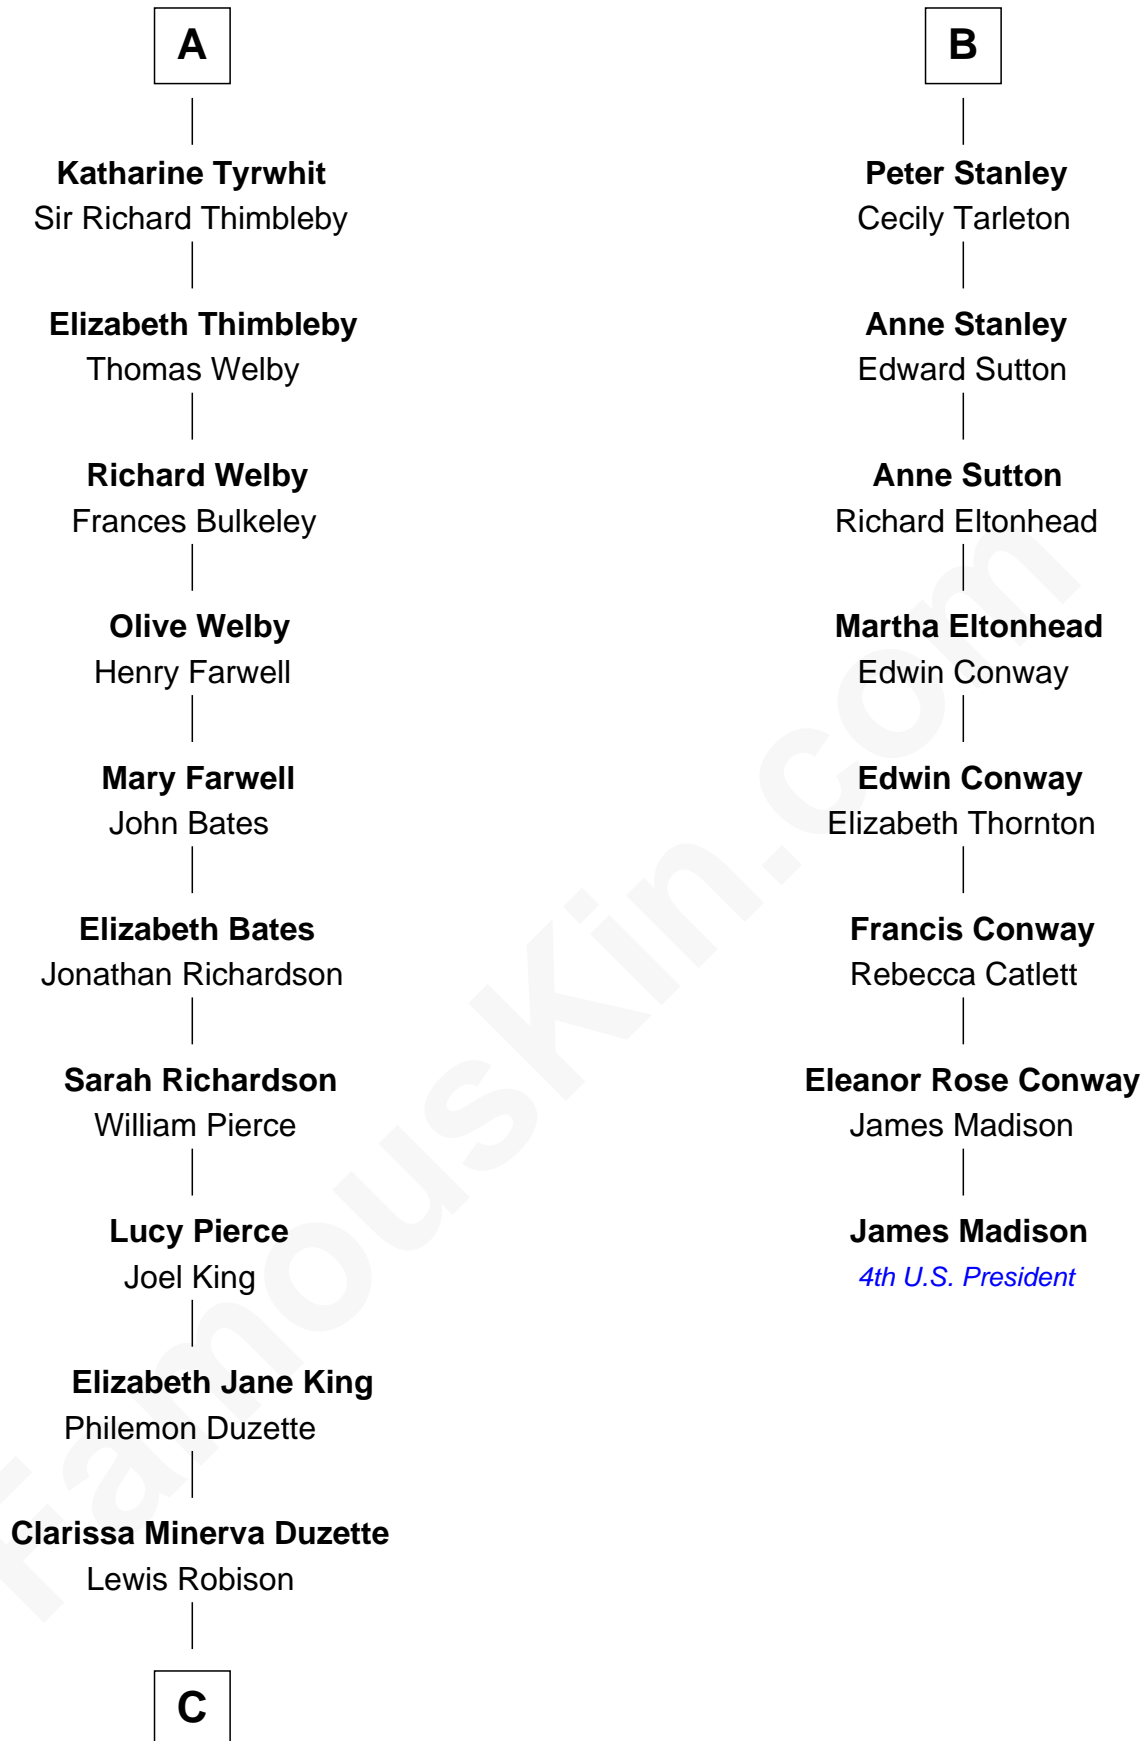 A
Katharine Tyrwhit
Sir Richard Thimbleby
Elizabeth Thimbleby
Thomas Welby
Richard Welby
Frances Bulkeley
Olive Welby
Henry Farwell
Mary Farwell
John Bates
Elizabeth Bates
Jonathan Richardson
Sarah Richardson
William Pierce
Lucy Pierce
Joel King
Elizabeth Jane King
Philemon Duzette
Clarissa Minerva Duzette
Lewis Robison
C
B
Peter Stanley
Cecily Tarleton
Anne Stanley
Edward Sutton
Anne Sutton
Richard Eltonhead
Martha Eltonhead
Edwin Conway
Edwin Conway
Elizabeth Thornton
Francis Conway
Rebecca Catlett
Eleanor Rose Conway
James Madison
James Madison
4th U.S. President
FamousKin.com